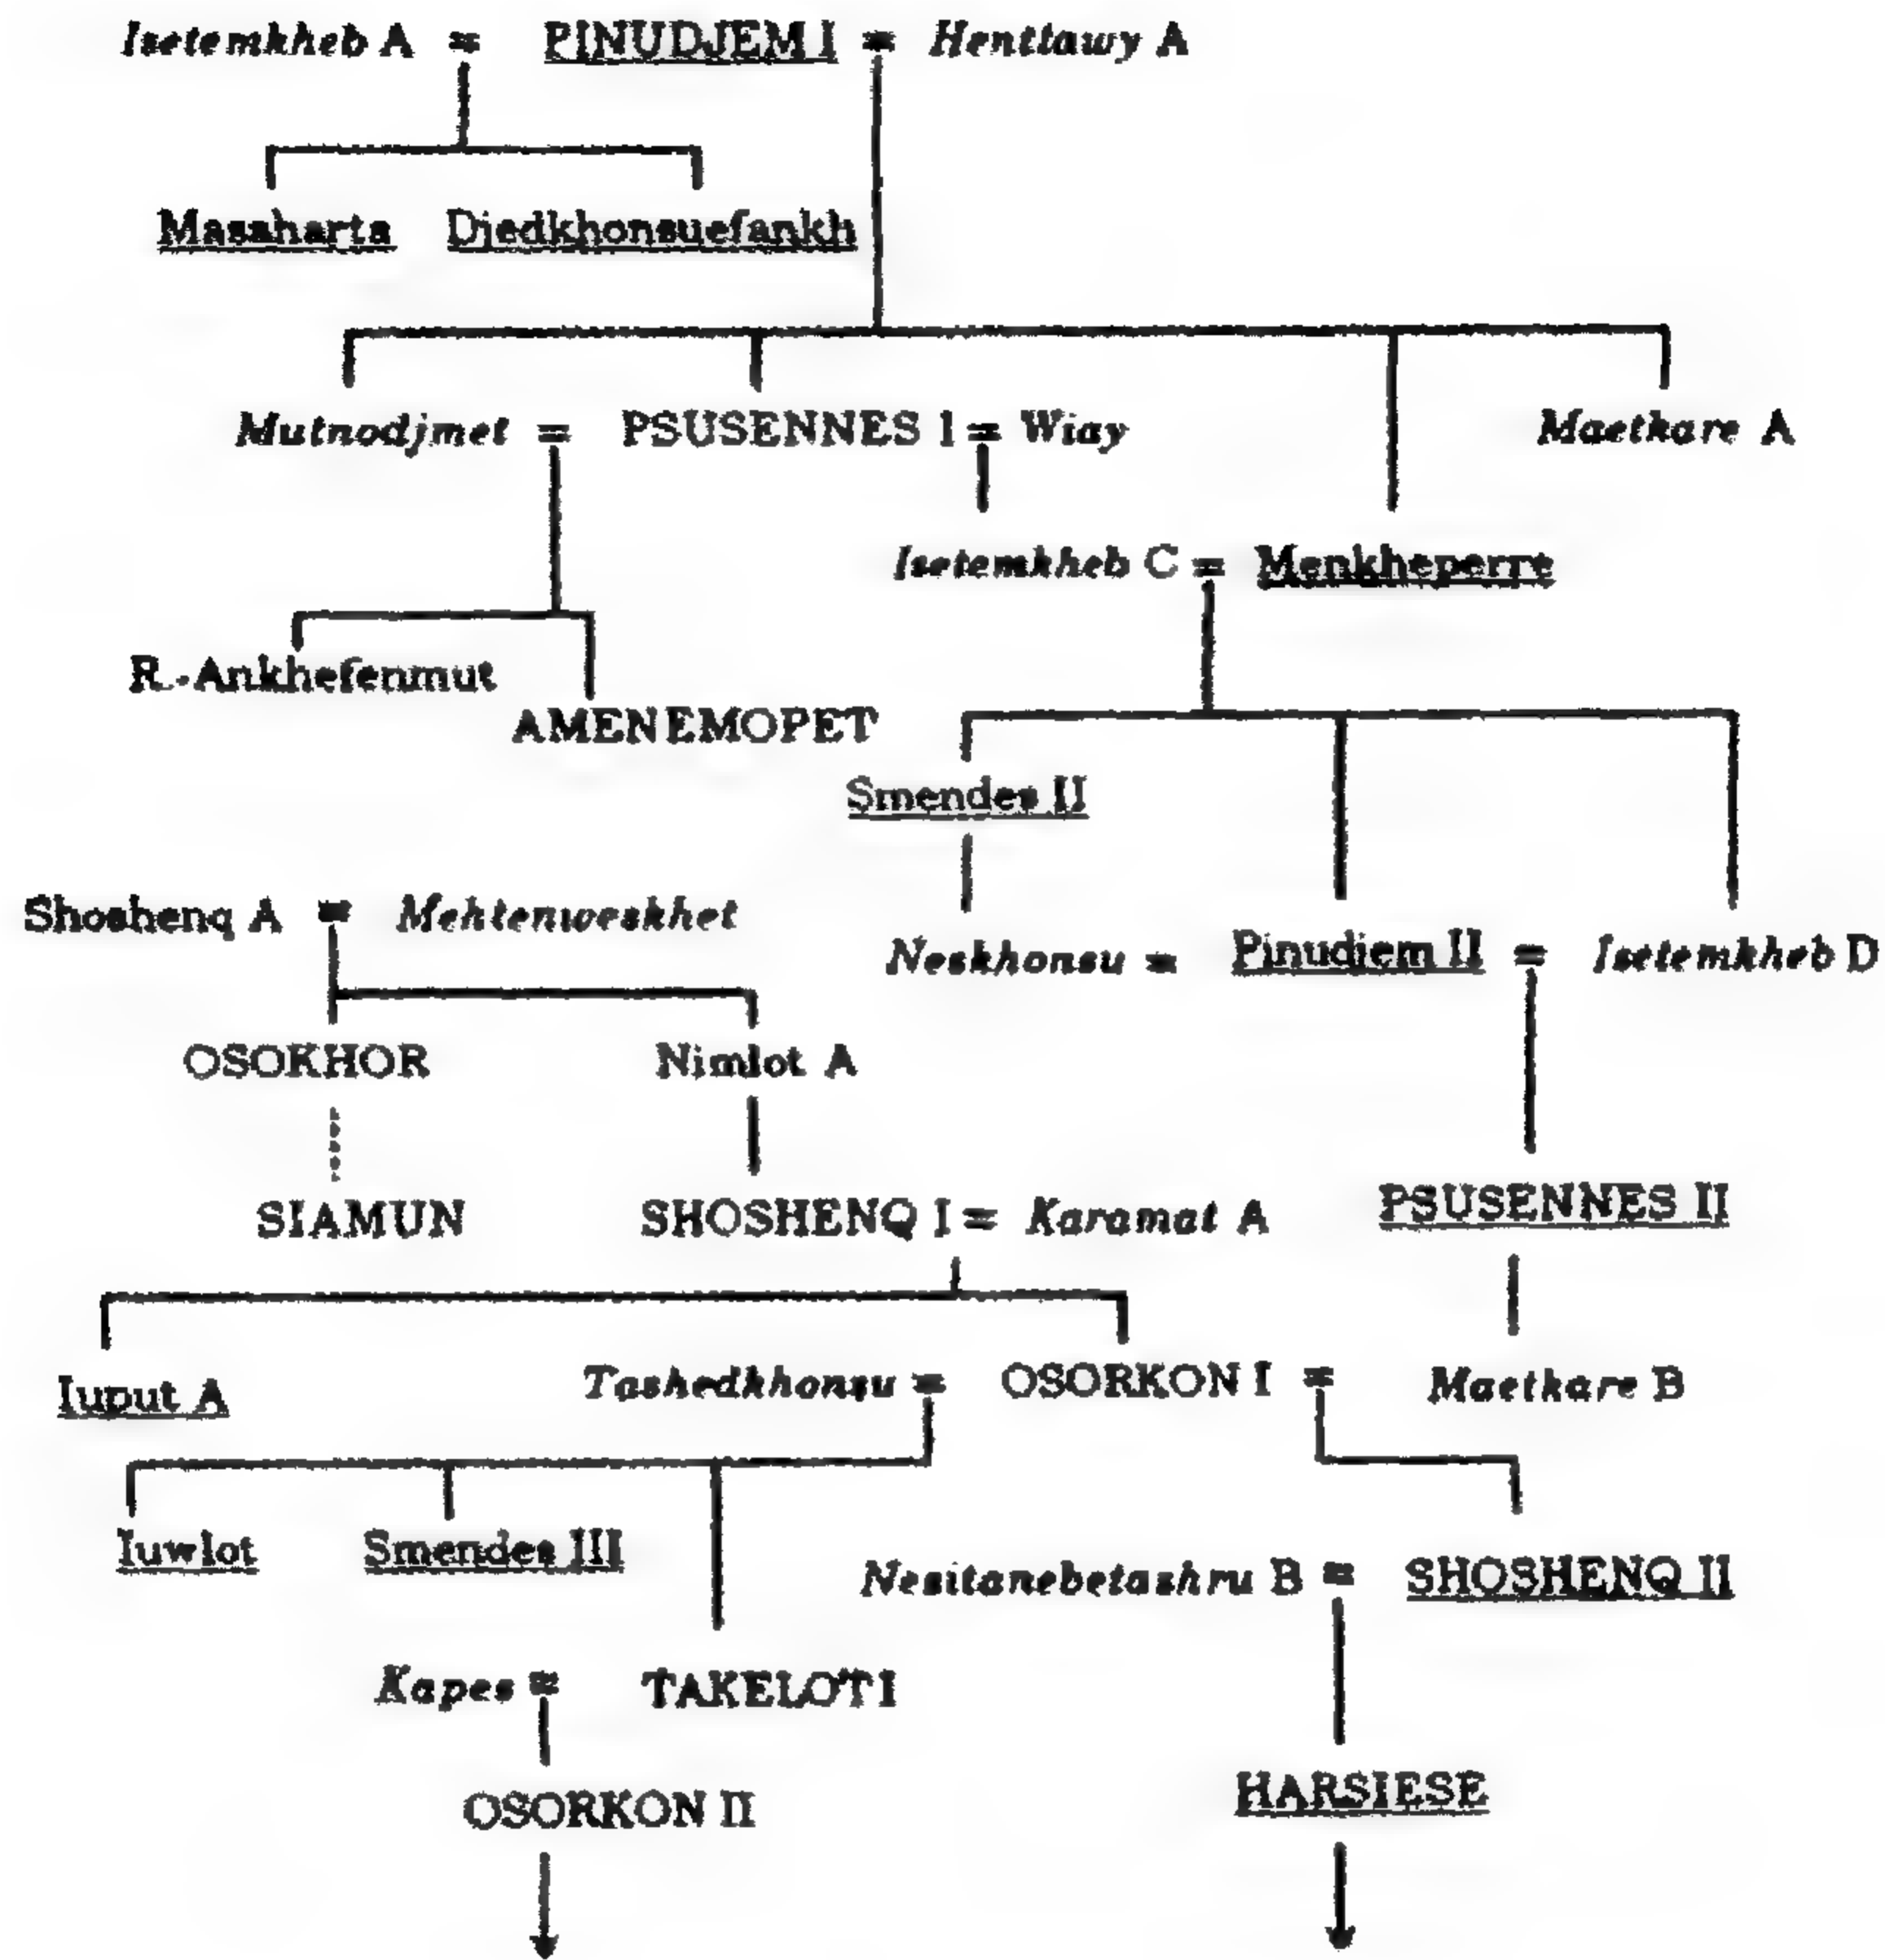 Isetemkheb A = PINUDJEM I = Henttawy A
Masaharta Djedkhonsuefankh
Mutnodjmet = PSUSENNES I = Wiay Maetkare A
Isetemkheb C = Menkheperre
R.-Ankhefenmut
AMENEMOPET
Smendes II
Shoshenq A = Mehtenweskhet
Neskhonsu = Pinudjem II = Isetemkheb D
OSOKHOR Nimlot A
SIAMUN SHOSHENQ I = Karamat A PSUSENNES II
Iuput A Tashedkhonsu = OSORKON I = Maetkare B
Iuwlot Smendes III
Nesitanebetashru B = SHOSHENQ II
Kapes = TAKELOT I
OSORKON II HARSIESE